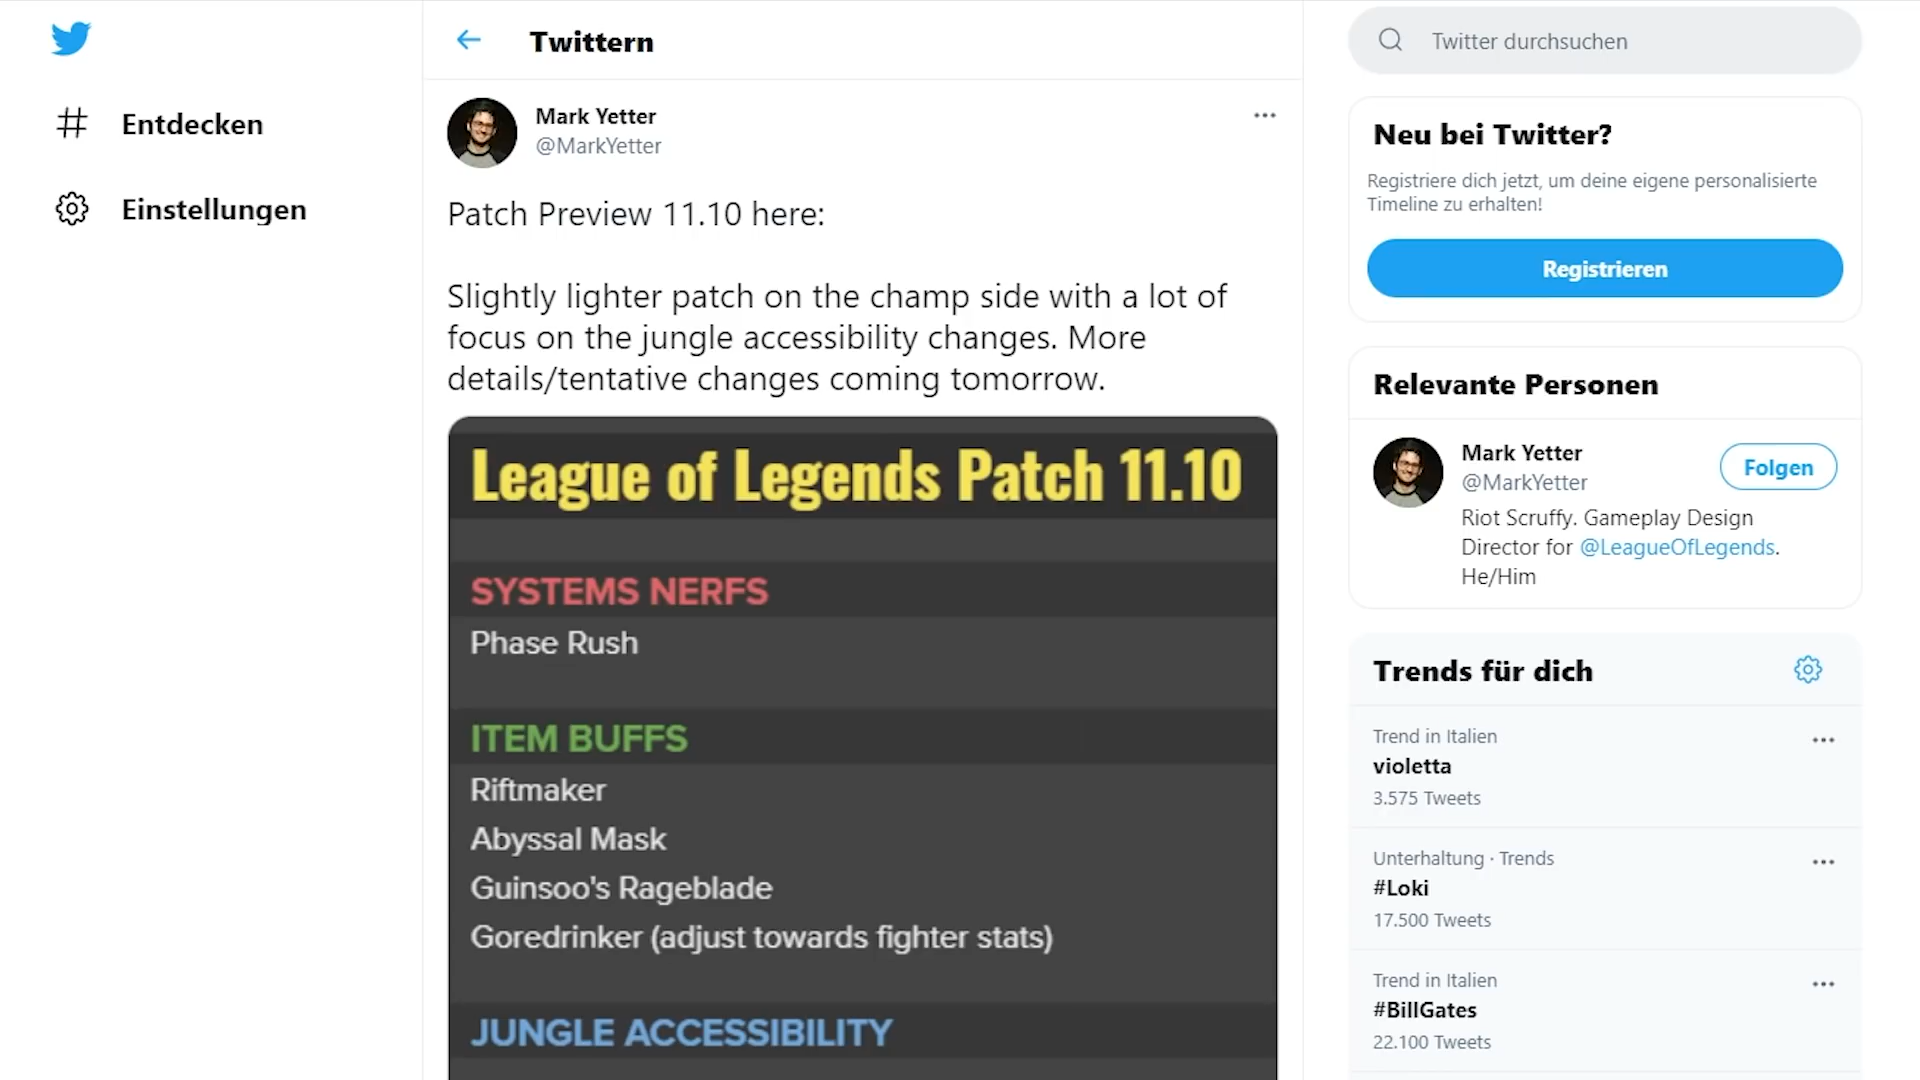 Entdecken
Einstellungen
Twittern
Mark Yetter
@MarkYetter
Patch Preview 11.10 here:
Slightly lighter patch on the champ side with a lot of
focus on the jungle accessibility changes. More
details/tentative changes coming tomorrow.
League of Legends Patch 11.10
SYSTEMS NERFS
Phase Rush
ITEM BUFFS
Riftmaker
Abyssal Mask
Guinsoo's Rageblade
Goredrinker (adjust towards fighter stats)
JUNGLE ACCESSIBILITY
Twitter durchsuchen
Neu bei Twitter?
Registriere dich jetzt, um deine eigene personalisierte
Timeline zu erhalten!
Registrieren
Relevante Personen
Mark Yetter
@MarkYetter
Folgen
Riot Scruffy. Gameplay Design
Director for @LeagueOfLegends.
He/Him
Trends für dich
Trend in Italien
violetta
3.575 Tweets
Unterhaltung · Trends
#Loki
17.500 Tweets
Trend in Italien
#BillGates
22.100 Tweets